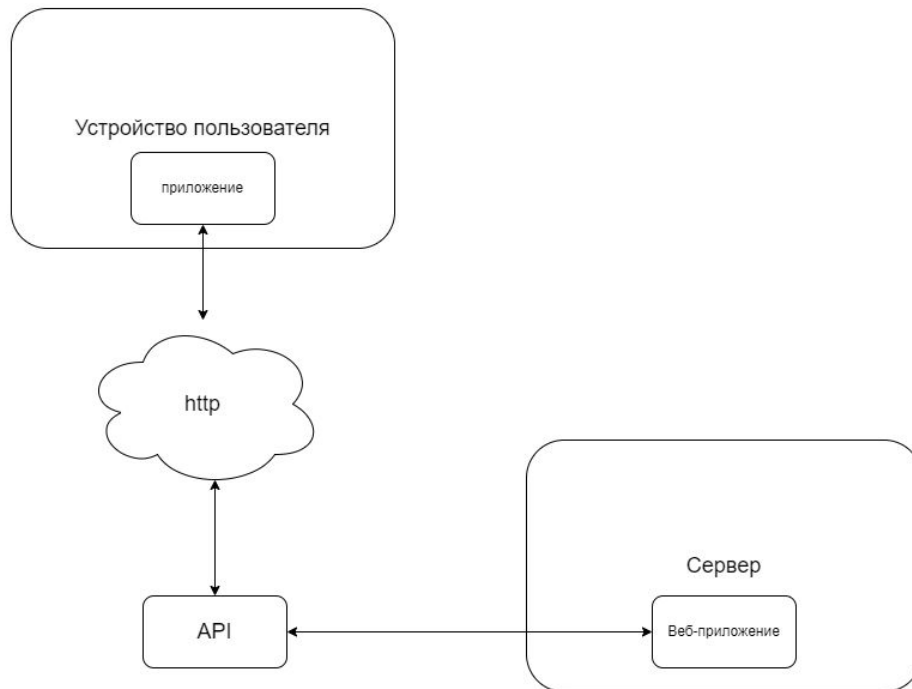 Устройство пользователя
приложение
http
Сервер
API
Веб-приложение